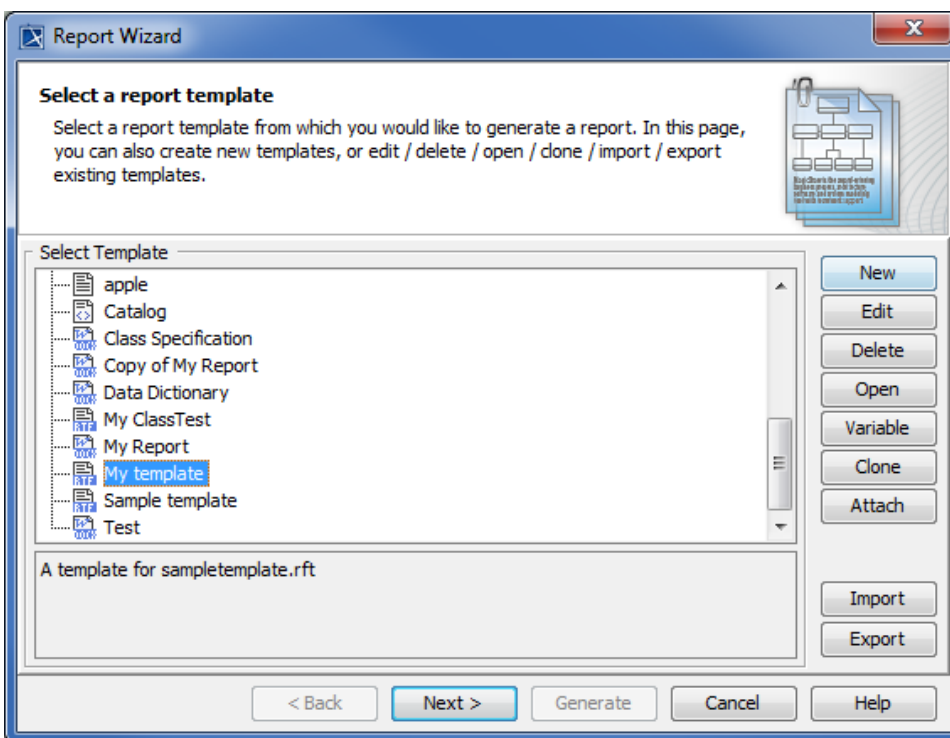 Report Wizard
Select a report template
Select a report template from which you would like to generate a report. In this page,
you can also create new templates, or edit / delete / open / clone / import / export
existing templates.
Select Template
apple
Catalog
Class Specification
Copy of My Report
Data Dictionary
My ClassTest
My Report
My template
Sample template
Test
A template for sampletemplate.rft
New
Edit
Delete
Open
Variable
Clone
Attach
Import
Export
< Back
Next >
Generate
Cancel
Help